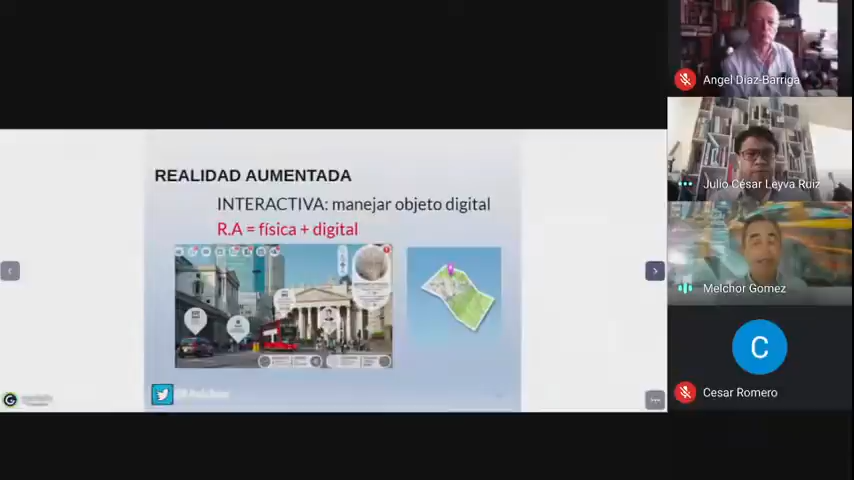 REALIDAD AUMENTADA
INTERACTIVA: manejar objeto digital
R.A = física + digital
Angel Díaz-Barriga
Julio César Leyva Ruiz
Melchor Gomez
C
Cesar Romero